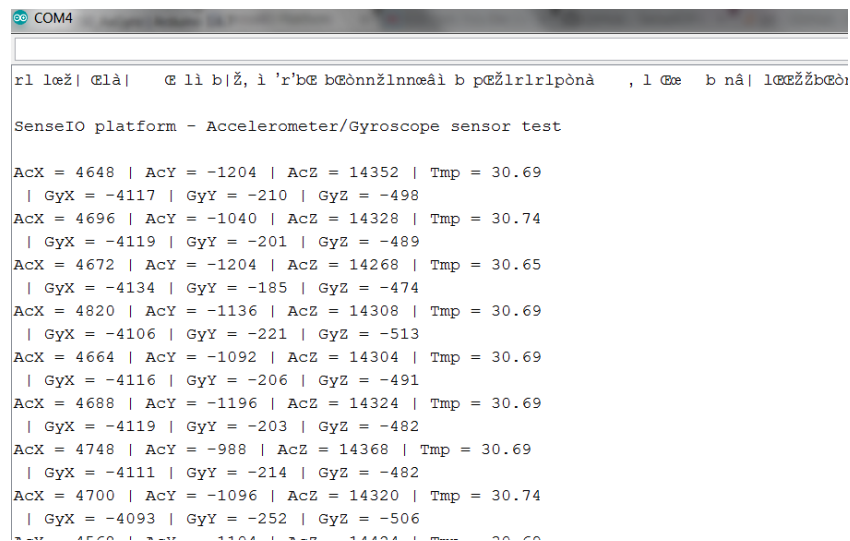 COM4
SenseIO platform - Accelerometer/Gyroscope sensor test
AcX = 4648 | AcY = -1204 | AcZ = 14352 | Tmp = 30.69
| GyX = -4117 | GyY = -210 | GyZ = -498
AcX = 4696 | AcY = -1040 | AcZ = 14328 | Tmp = 30.74
| GyX = -4119 | GyY = -201 | GyZ = -489
AcX = 4672 | AcY = -1204 | AcZ = 14268 | Tmp = 30.65
| GyX = -4134 | GyY = -185 | GyZ = -474
AcX = 4820 | AcY = -1136 | AcZ = 14308 | Tmp = 30.69
| GyX = -4106 | GyY = -221 | GyZ = -513
AcX = 4664 | AcY = -1092 | AcZ = 14304 | Tmp = 30.69
| GyX = -4116 | GyY = -206 | GyZ = -491
AcX = 4688 | AcY = -1196 | AcZ = 14324 | Tmp = 30.69
| GyX = -4119 | GyY = -203 | GyZ = -482
AcX = 4748 | AcY = -988 | AcZ = 14368 | Tmp = 30.69
| GyX = -4111 | GyY = -214 | GyZ = -482
AcX = 4700 | AcY = -1096 | AcZ = 14320 | Tmp = 30.74
| GyX = -4093 | GyY = -252 | GyZ = -506